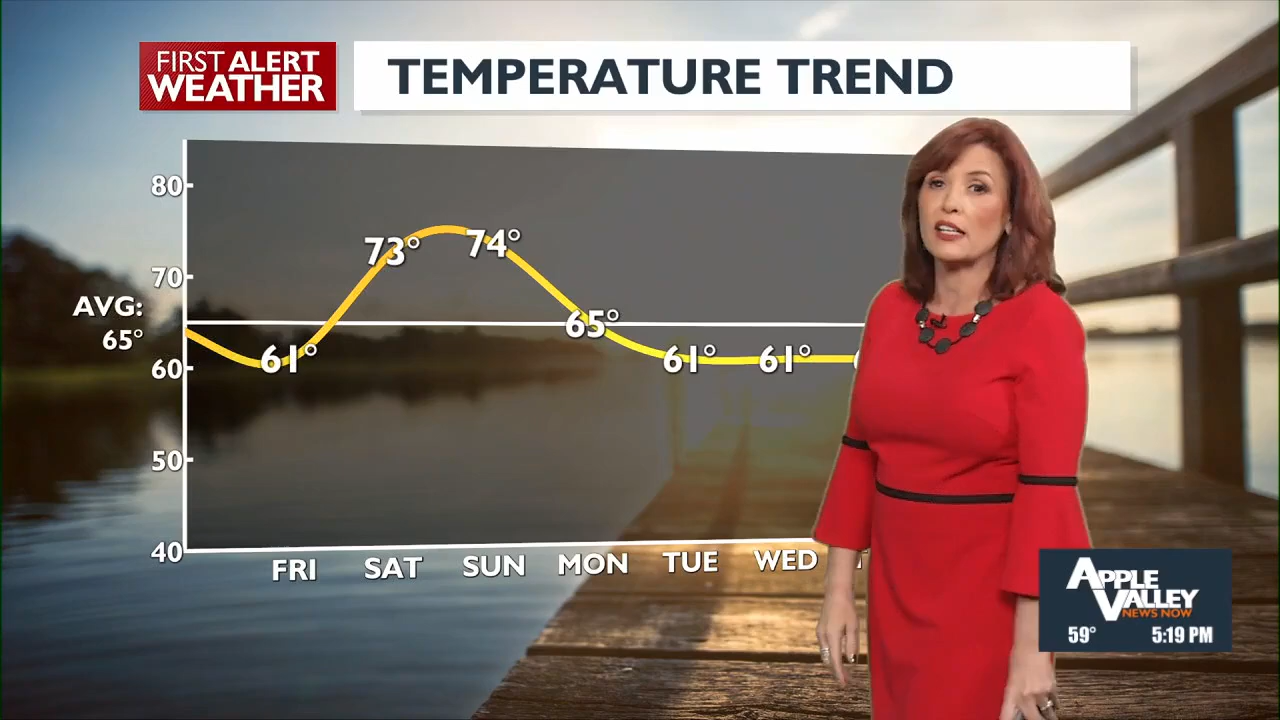 FIRST ALERT
WEATHER
TEMPERATURE TREND
80
73°
74°
70
AVG:
65°
65°
61°
61°
61°
60
50
40
FRI
SAT
SUN
MON
TUE
WED
APPLE
VALLEY
NEWS NOW
59°
5:19 PM